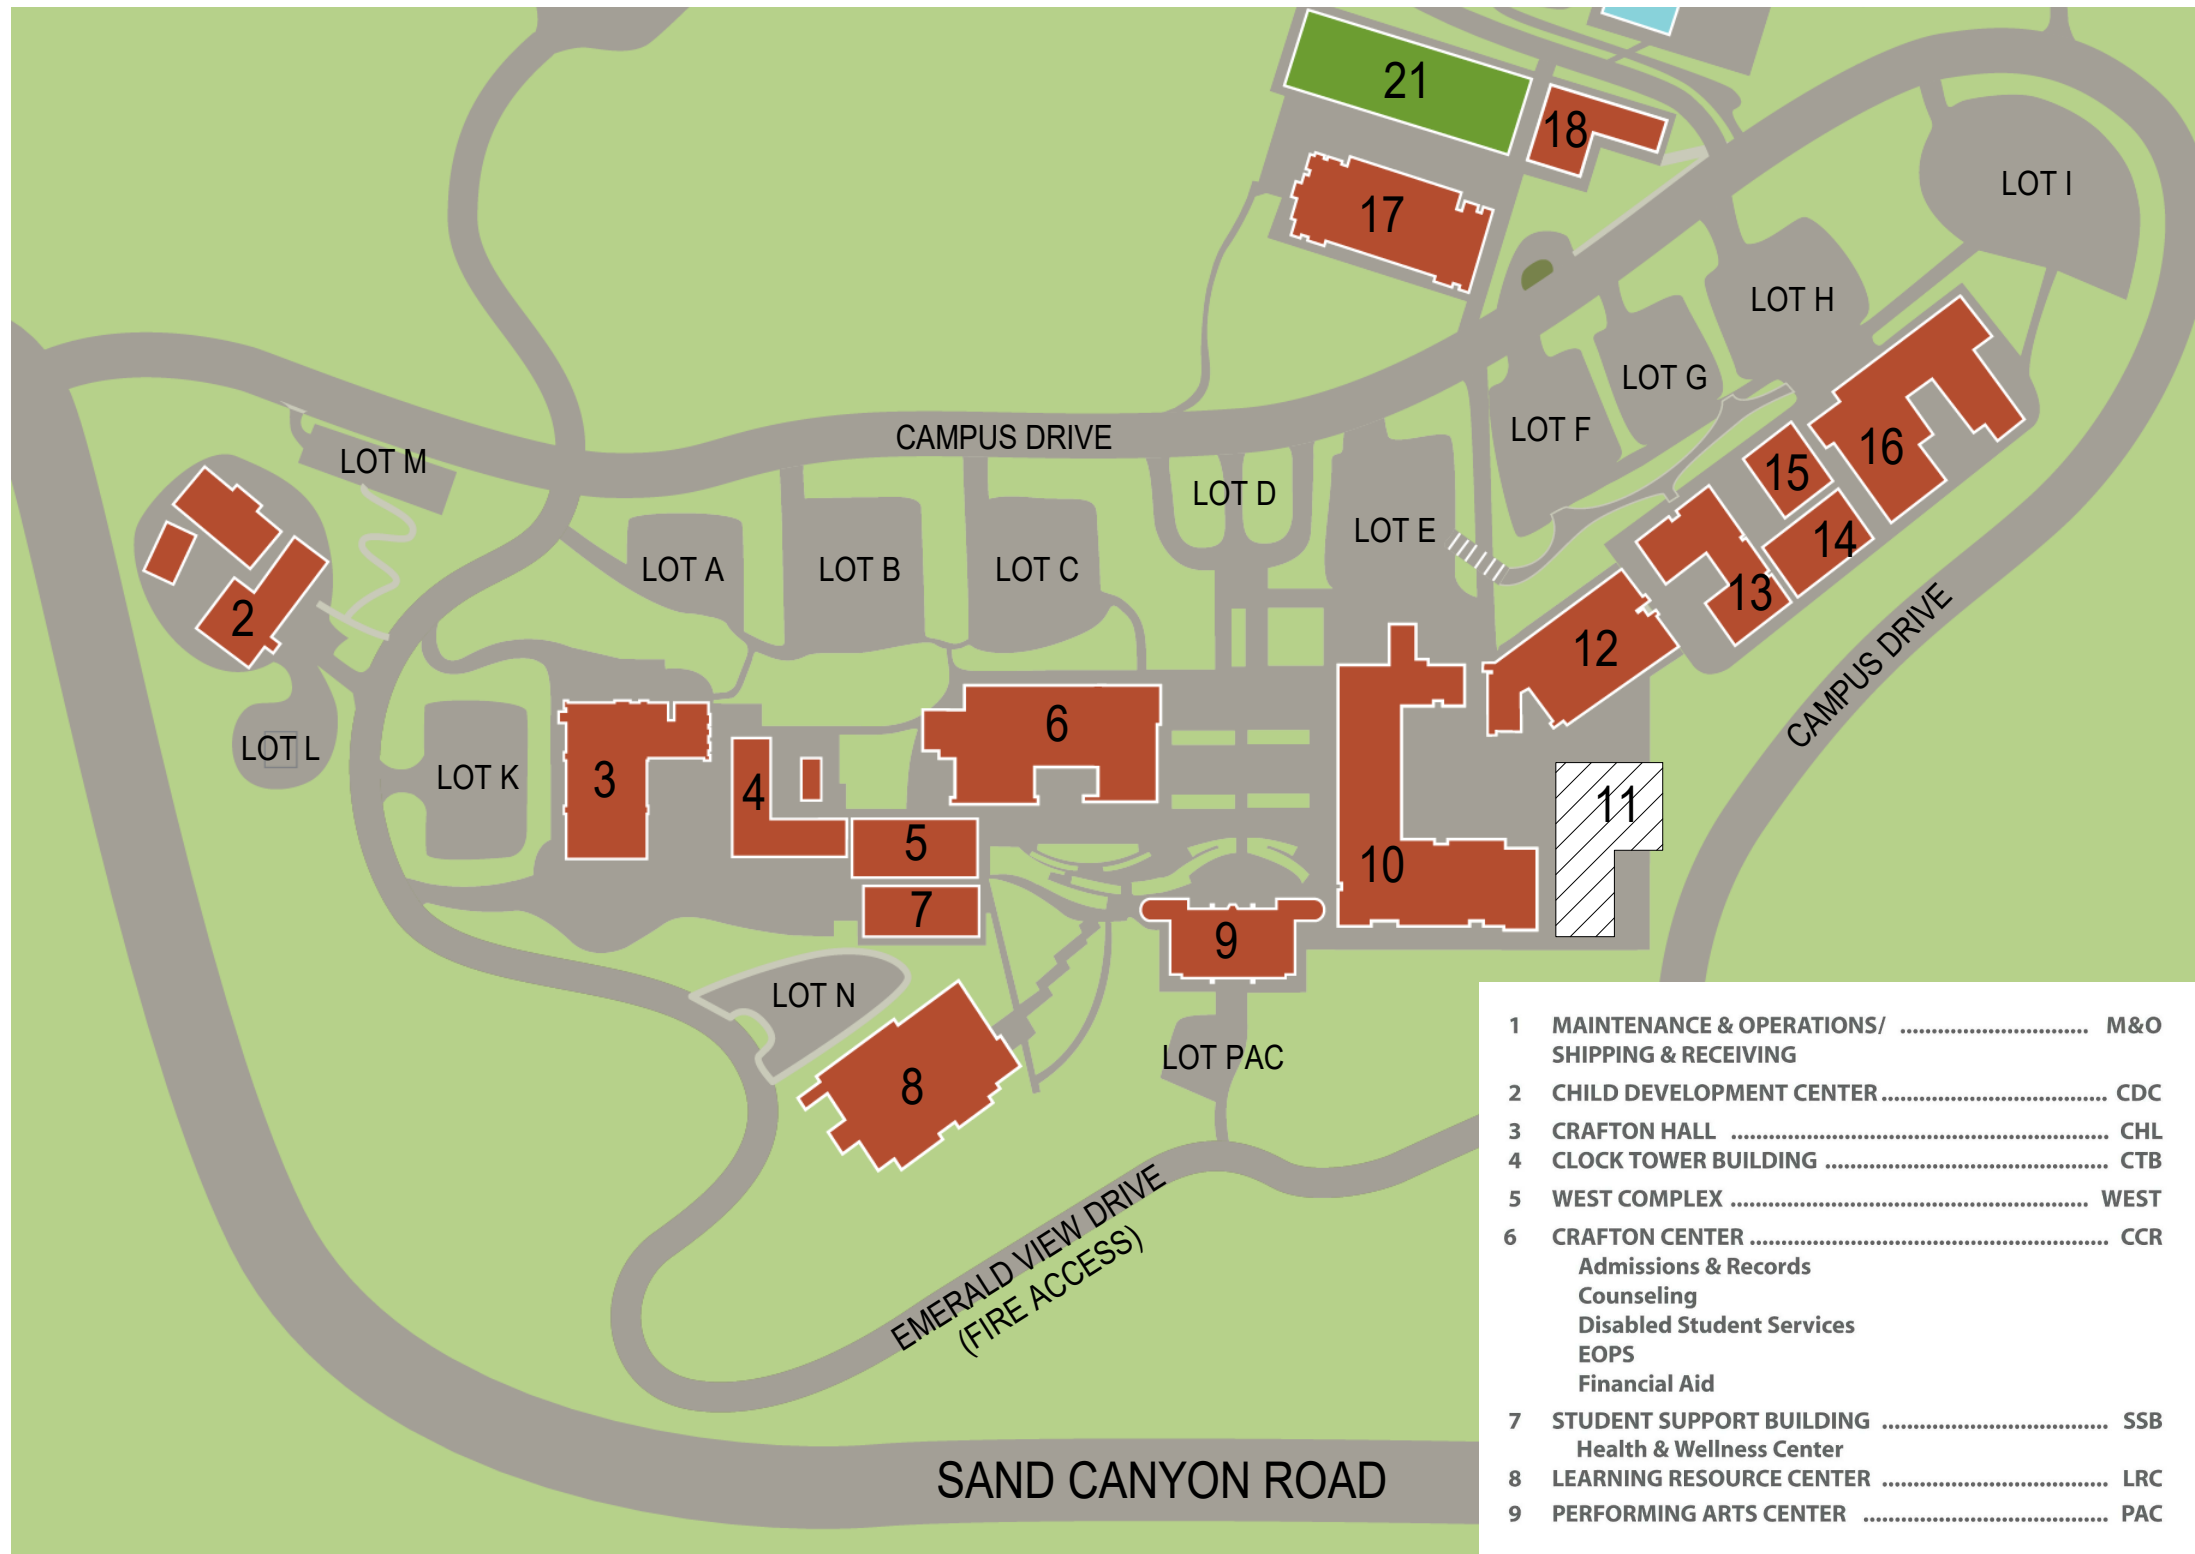 21
18
17
LOT I
LOT H
LOT G
LOT F
CAMPUS DRIVE
LOT M
LOT D
LOT E
16
15
14
13
12
LOT A
LOT B
LOT C
2
CAMPUS DRIVE
LOT L
LOT K
3
4
6
5
7
10
11
9
LOT N
8
LOT PAC
EMERALD VIEW DRIVE
(FIRE ACCESS)
SAND CANYON ROAD
1 MAINTENANCE & OPERATIONS/ .............................. M&O
SHIPPING & RECEIVING
2 CHILD DEVELOPMENT CENTER .................................... CDC
3 CRAFTON HALL ............................................................. CHL
4 CLOCK TOWER BUILDING ............................................. CTB
5 WEST COMPLEX .......................................................... WEST
6 CRAFTON CENTER .......................................................... CCR
Admissions & Records
Counseling
Disabled Student Services
EOPS
Financial Aid
7 STUDENT SUPPORT BUILDING .................................... SSB
Health & Wellness Center
8 LEARNING RESOURCE CENTER .................................... LRC
9 PERFORMING ARTS CENTER ....................................... PAC